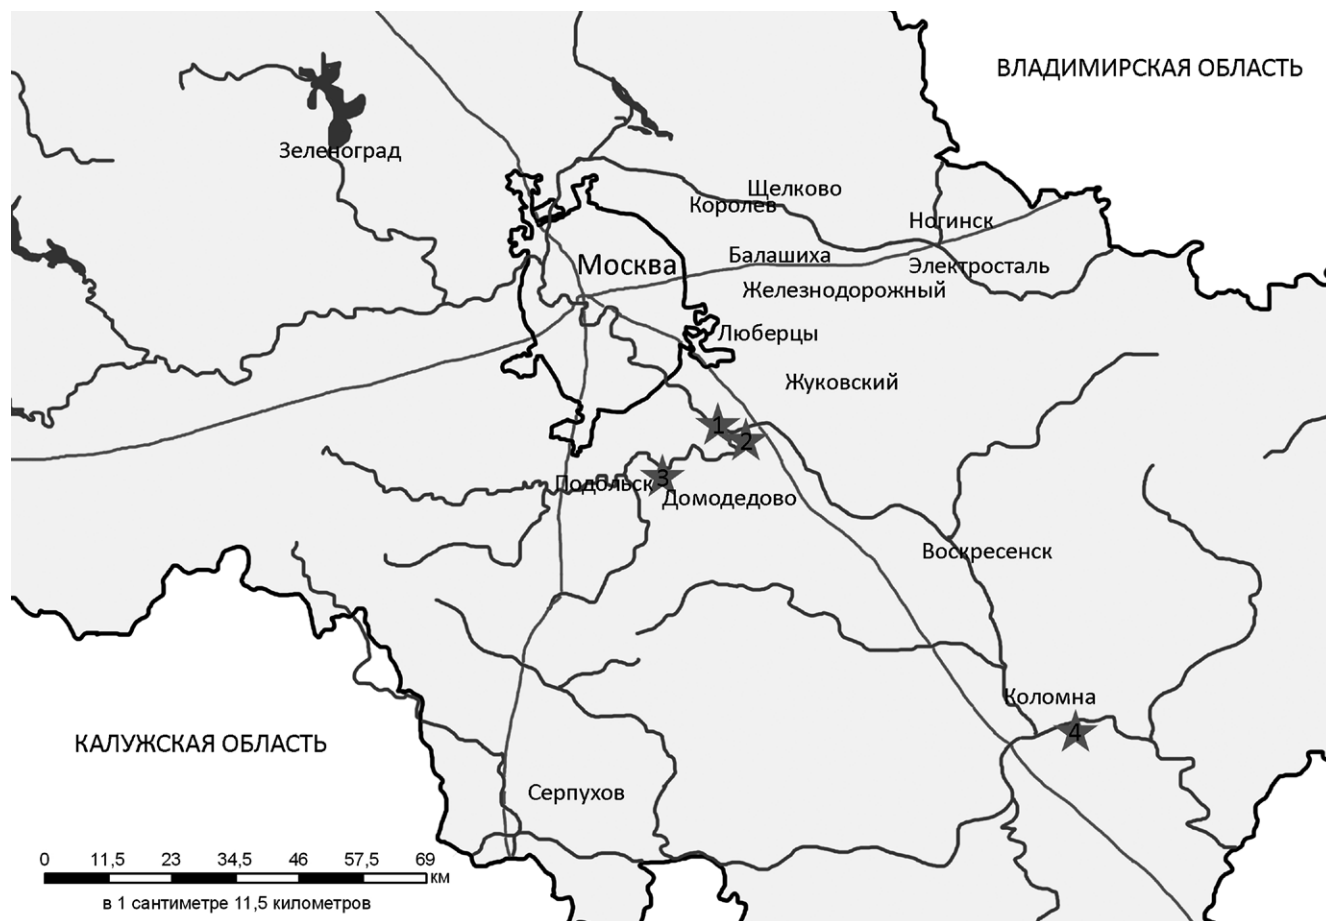 ВЛАДИМИРСКАЯ ОБЛАСТЬ
Зеленоград
Щелково
Королев
Ногинск
Москва
Балашиха
Электросталь
Железнодорожный
Люберцы
Жуковский
1
2
3
Подольск
Домодедово
Воскресенск
Коломна
4
КАЛУЖСКАЯ ОБЛАСТЬ
Серпухов
0 11,5 23 34,5 46 57,5 69
км
в 1 сантиметре 11,5 километров